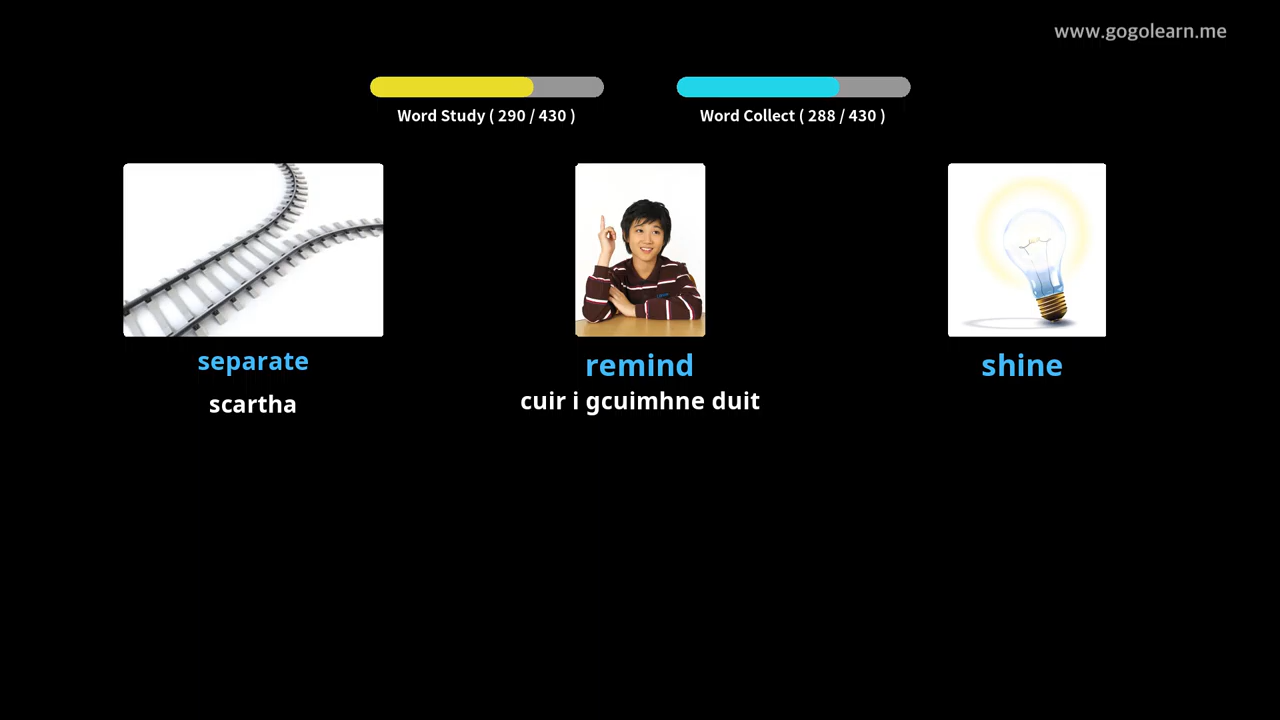 www.gogolearn.me
Word Study ( 290 / 430 )
Word Collect ( 288 / 430 )
separate
scartha
remind
cuir i gcuimhne duit
shine